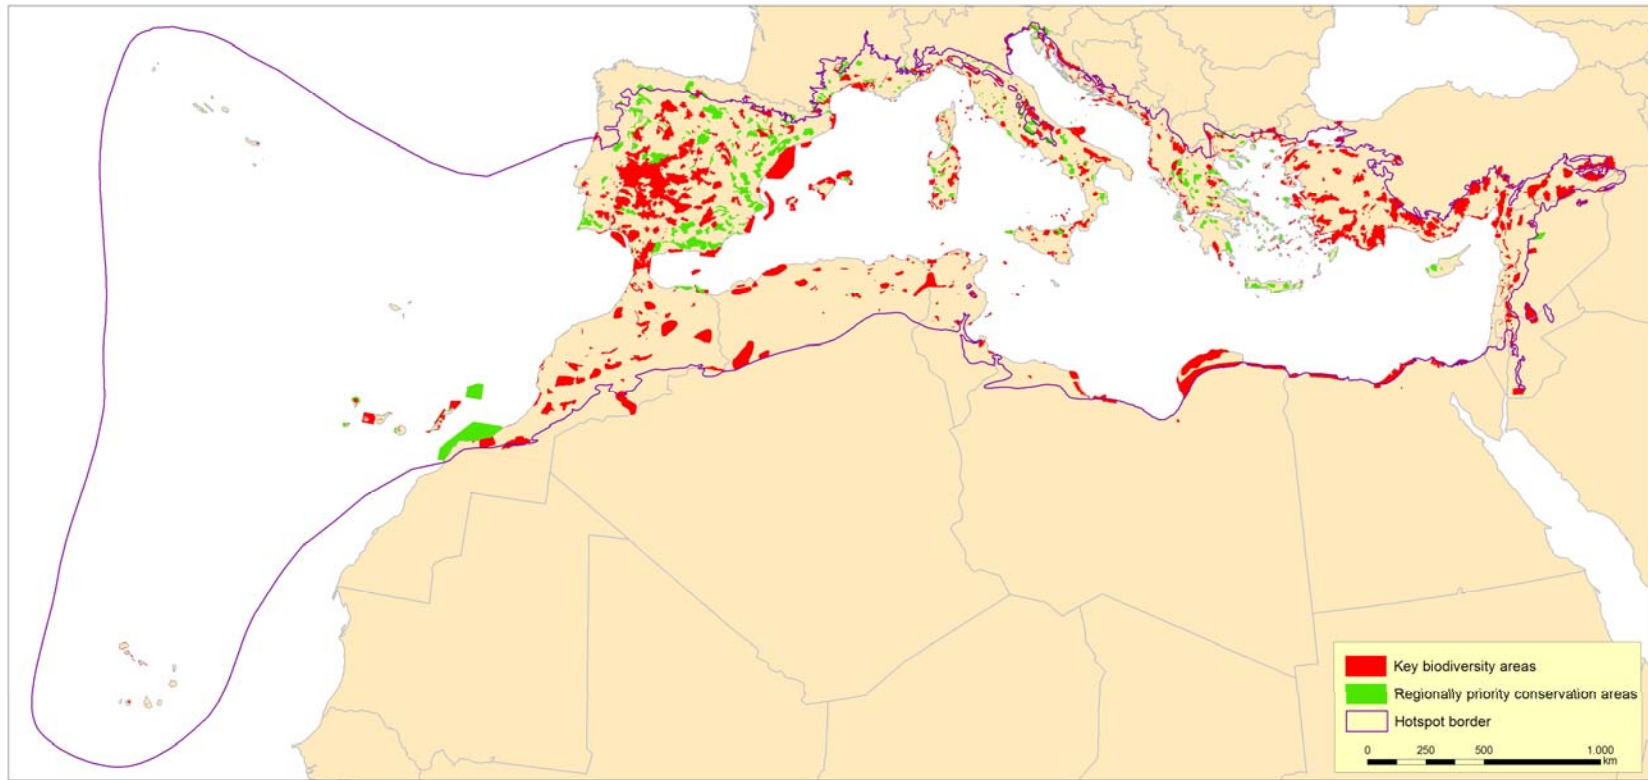 Key biodiversity areas
Regionally priority conservation areas
Hotspot border
0 250 500 1.000
km